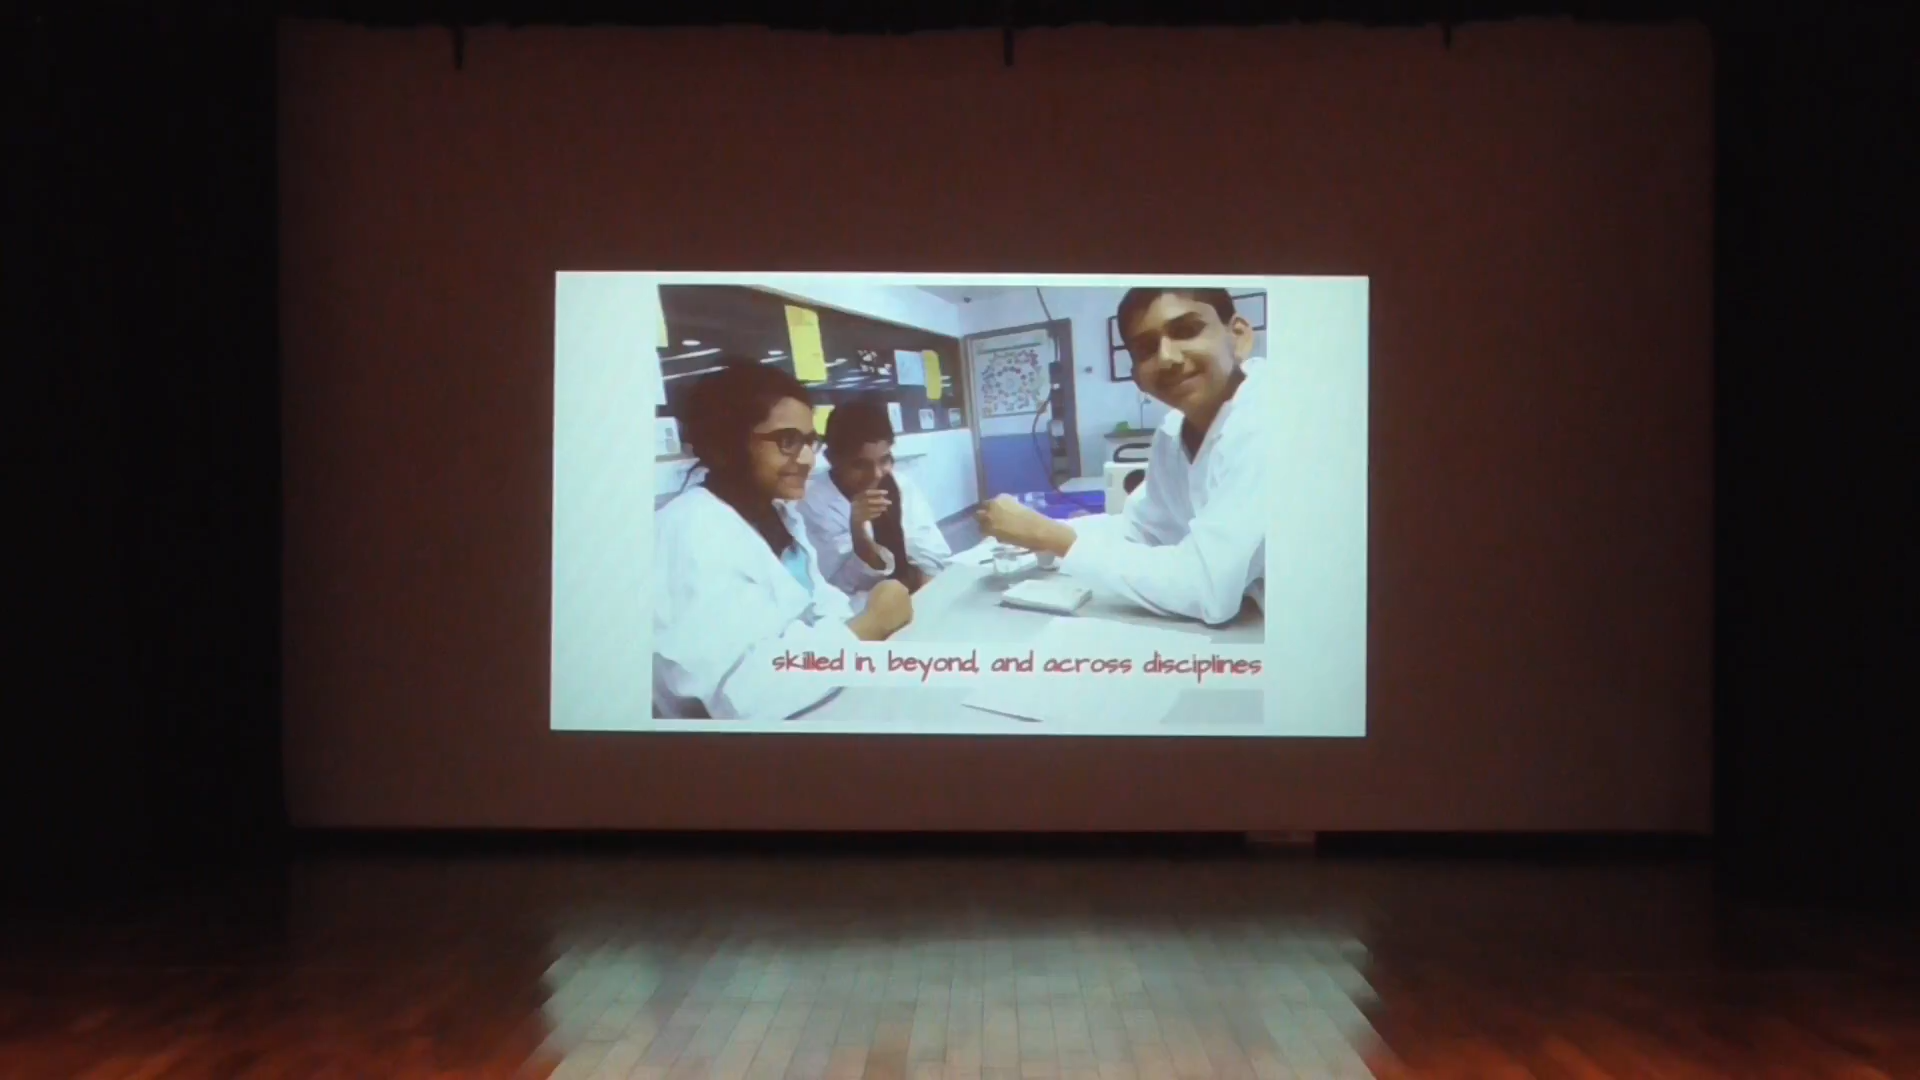 skilled in, beyond, and across disciplines